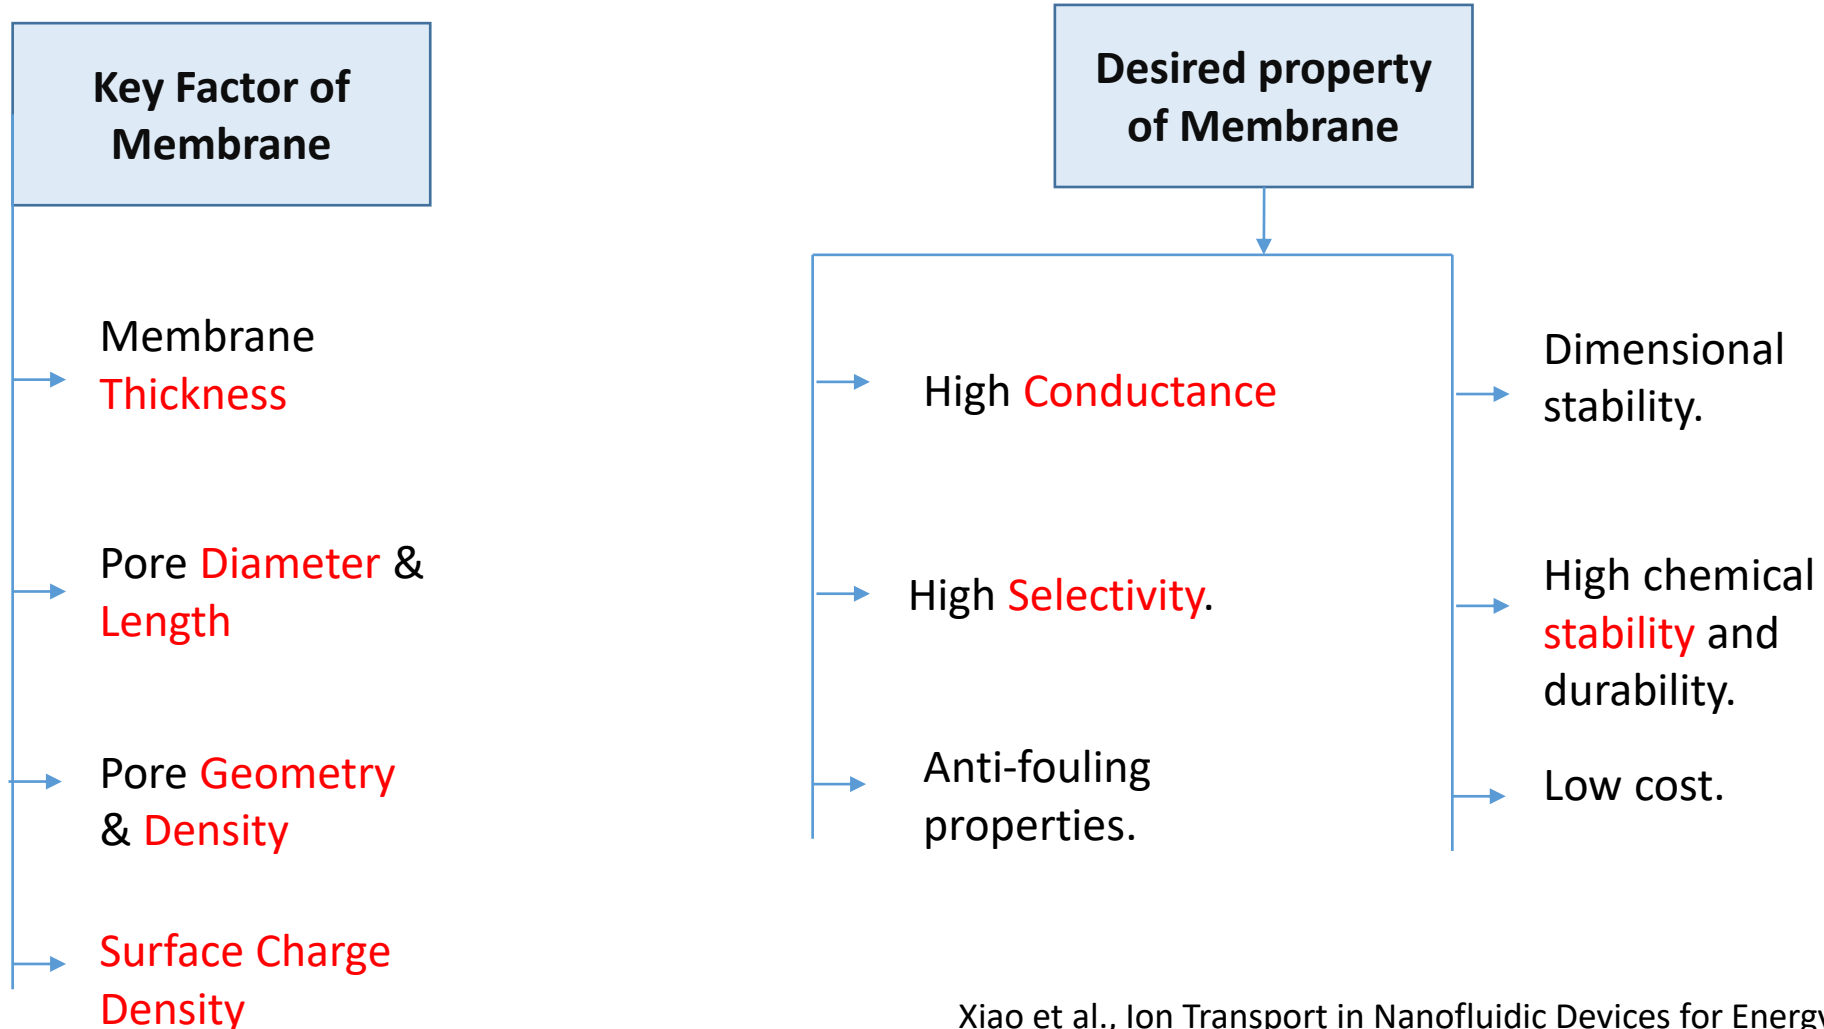 Key Factor of
Membrane
Membrane
Thickness
Pore Diameter &
Length
Pore Geometry
& Density
Surface Charge
Density
Desired property
of Membrane
High Conductance
High Selectivity.
Anti-fouling
properties.
Dimensional
stability.
High chemical
stability and
durability.
Low cost.
Xiao et al., Ion Transport in Nanofluidic Devices for Energy